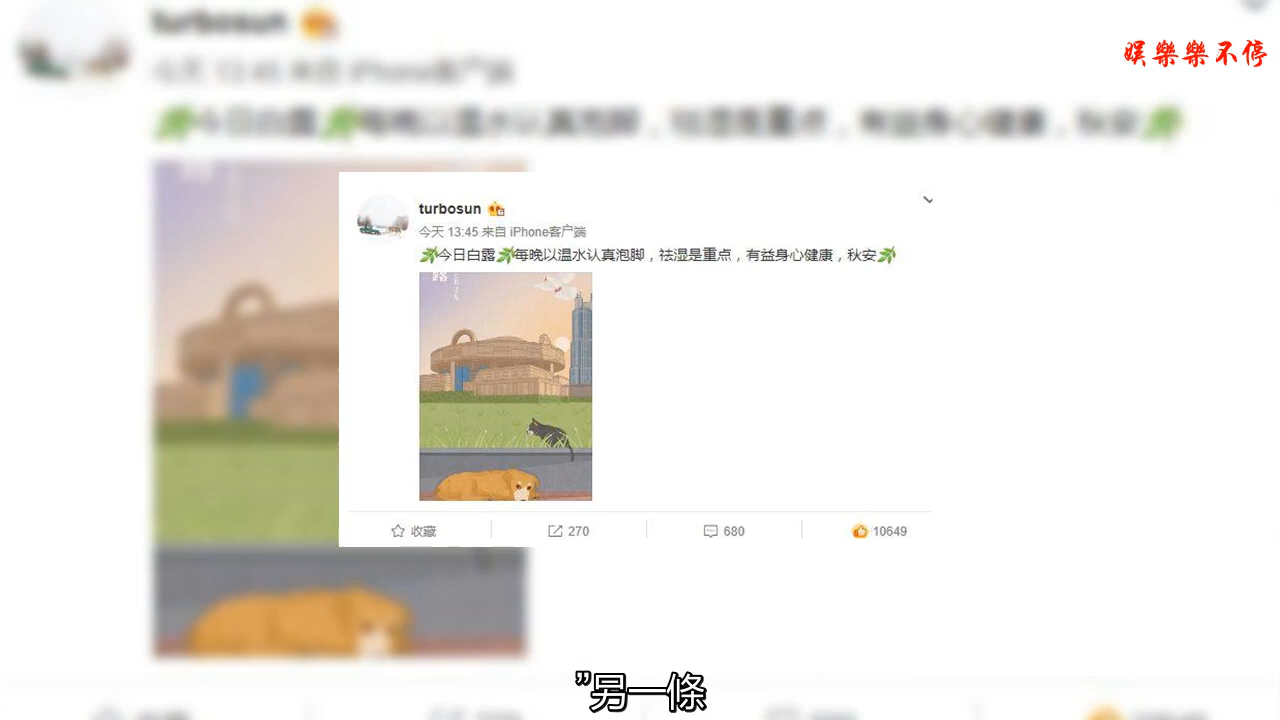 娱樂樂不停
turbosun
今天 13:45 来自 iPhone客户端
今日白露每晚以温水认真泡脚，祛湿是重点，有益身心健康，秋安
露
收藏
270
680
10649
”另一條